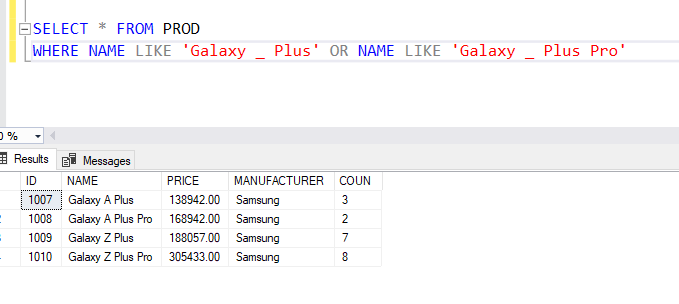 SELECT * FROM PROD
WHERE NAME LIKE 'Galaxy _ Plus' OR NAME LIKE 'Galaxy _ Plus Pro'
0 %
Results Messages
ID NAME PRICE MANUFACTURER COUN
1007 Galaxy A Plus 138942.00 Samsung 3
1008 Galaxy A Plus Pro 168942.00 Samsung 2
1009 Galaxy Z Plus 188057.00 Samsung 7
1010 Galaxy Z Plus Pro 305433.00 Samsung 8